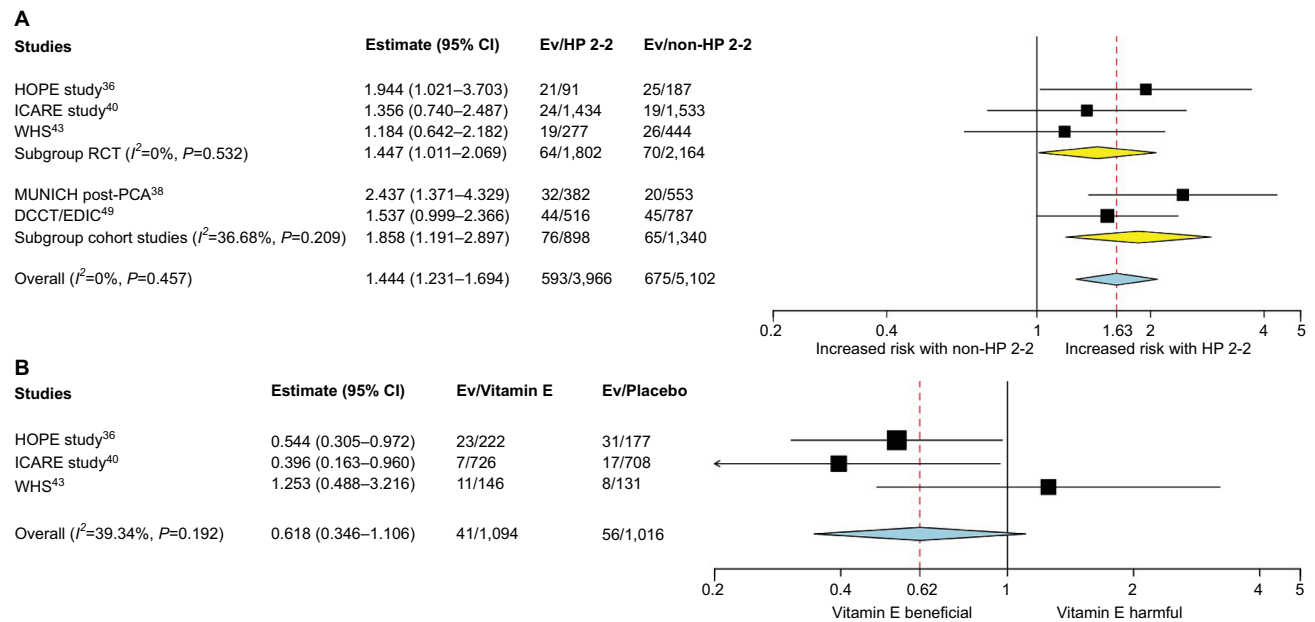 A
Studies Estimate (95% CI) Ev/HP 2-2 Ev/non-HP 2-2
HOPE study36 1.944 (1.021–3.703) 21/91 25/187
ICARE study40 1.356 (0.740–2.487) 24/1,434 19/1,533
WHS43 1.184 (0.642–2.182) 19/277 26/444
Subgroup RCT (I2=0%, P=0.532) 1.447 (1.011–2.069) 64/1,802 70/2,164
MUNICH post-PCA38 2.437 (1.371–4.329) 32/382 20/553
DCCT/EDIC49 1.537 (0.999–2.366) 44/516 45/787
Subgroup cohort studies (I2=36.68%, P=0.209) 1.858 (1.191–2.897) 76/898 65/1,340
Overall (I2=0%, P=0.457) 1.444 (1.231–1.694) 593/3,966 675/5,102
0.2 0.4 1 1.63 2 4 5
Increased risk with non-HP 2-2 Increased risk with HP 2-2
B
Studies Estimate (95% CI) Ev/Vitamin E Ev/Placebo
HOPE study36 0.544 (0.305–0.972) 23/222 31/177
ICARE study40 0.396 (0.163–0.960) 7/726 17/708
WHS43 1.253 (0.488–3.216) 11/146 8/131
Overall (I2=39.34%, P=0.192) 0.618 (0.346–1.106) 41/1,094 56/1,016
0.2 0.4 0.62 1 2 4 5
Vitamin E beneficial Vitamin E harmful